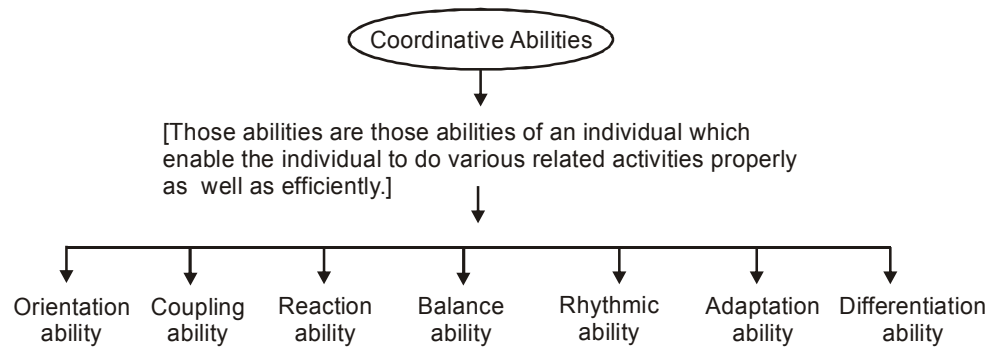 Coordinative Abilities
[Those abilities are those abilities of an individual which
enable the individual to do various related activities properly
as well as efficiently.]
Orientation ability
Coupling ability
Reaction ability
Balance ability
Rhythmic ability
Adaptation ability
Differentiation ability